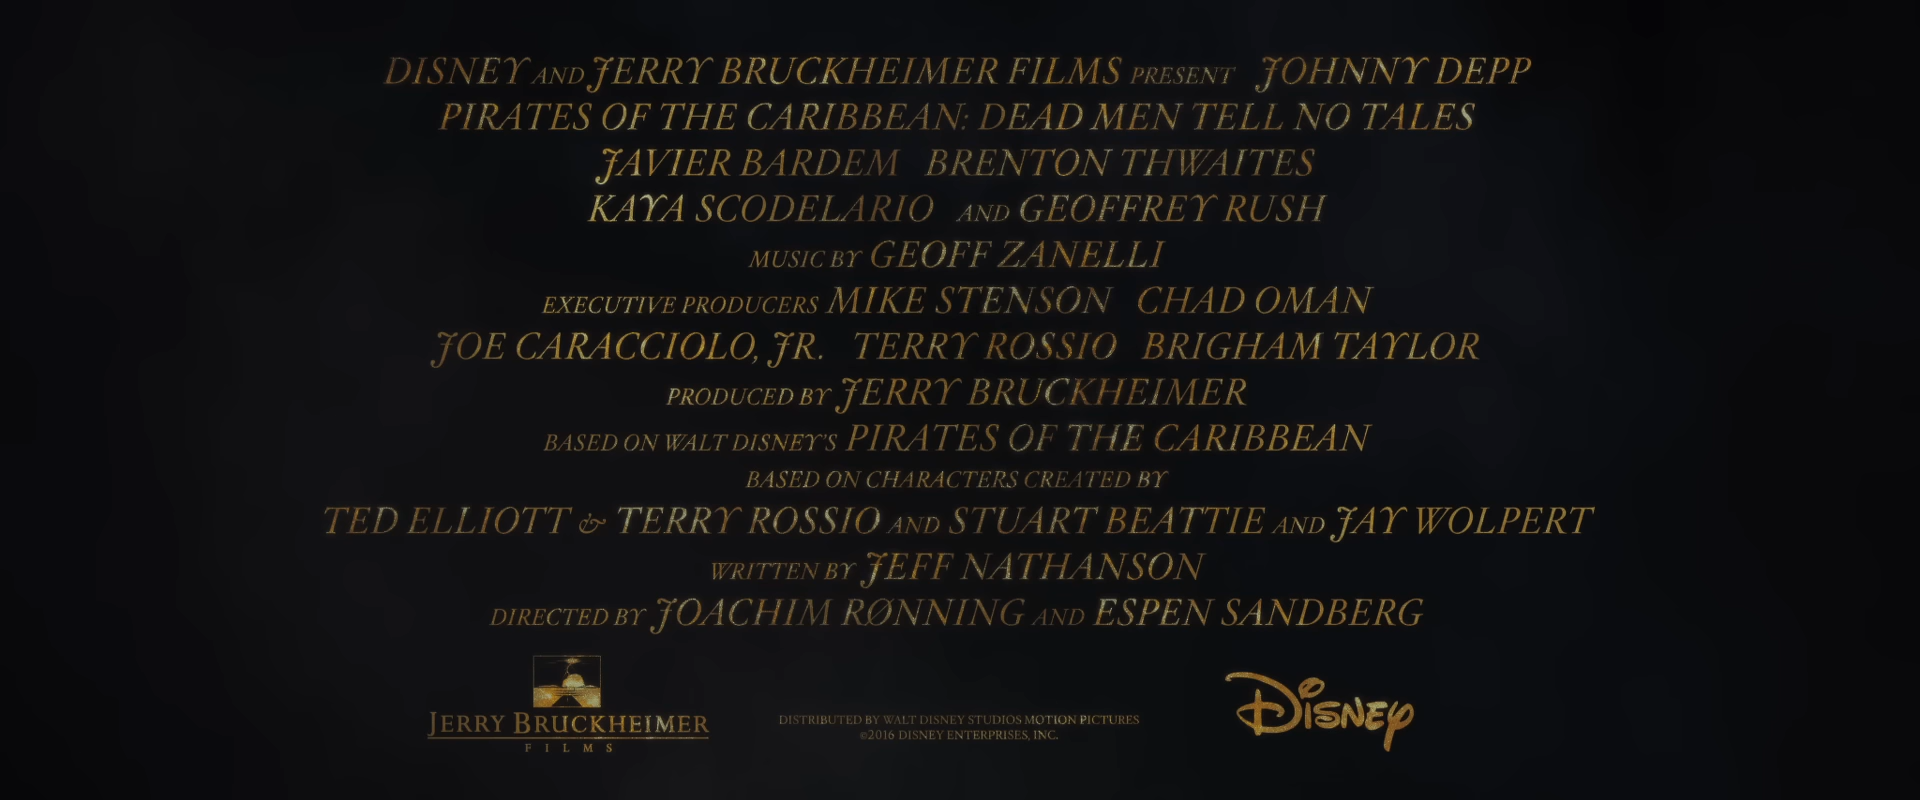 DISNEY AND JERRY BRUCKHEIMER FILMS PRESENT JOHNNY DEPP
PIRATES OF THE CARIBBEAN: DEAD MEN TELL NO TALES
JAVIER BARDEM BRENTON THWAITES
KAYA SCODELARIO AND GEOFFREY RUSH
MUSIC BY GEOFF ZANELLI
EXECUTIVE PRODUCERS MIKE STENSON CHAD OMAN
JOE CARACCIOLO, JR. TERRY ROSSIO BRIGHAM TAYLOR
PRODUCED BY JERRY BRUCKHEIMER
BASED ON WALT DISNEY'S PIRATES OF THE CARIBBEAN
BASED ON CHARACTERS CREATED BY
TED ELLIOTT & TERRY ROSSIO AND STUART BEATTIE AND JAY WOLPERT
WRITTEN BY JEFF NATHANSON
DIRECTED BY JOACHIM RØNNING AND ESPEN SANDBERG
JERRY BRUCKHEIMER
FILMS
DISTRIBUTED BY WALT DISNEY STUDIOS MOTION PICTURES
©2016 DISNEY ENTERPRISES, INC.
DISNEY